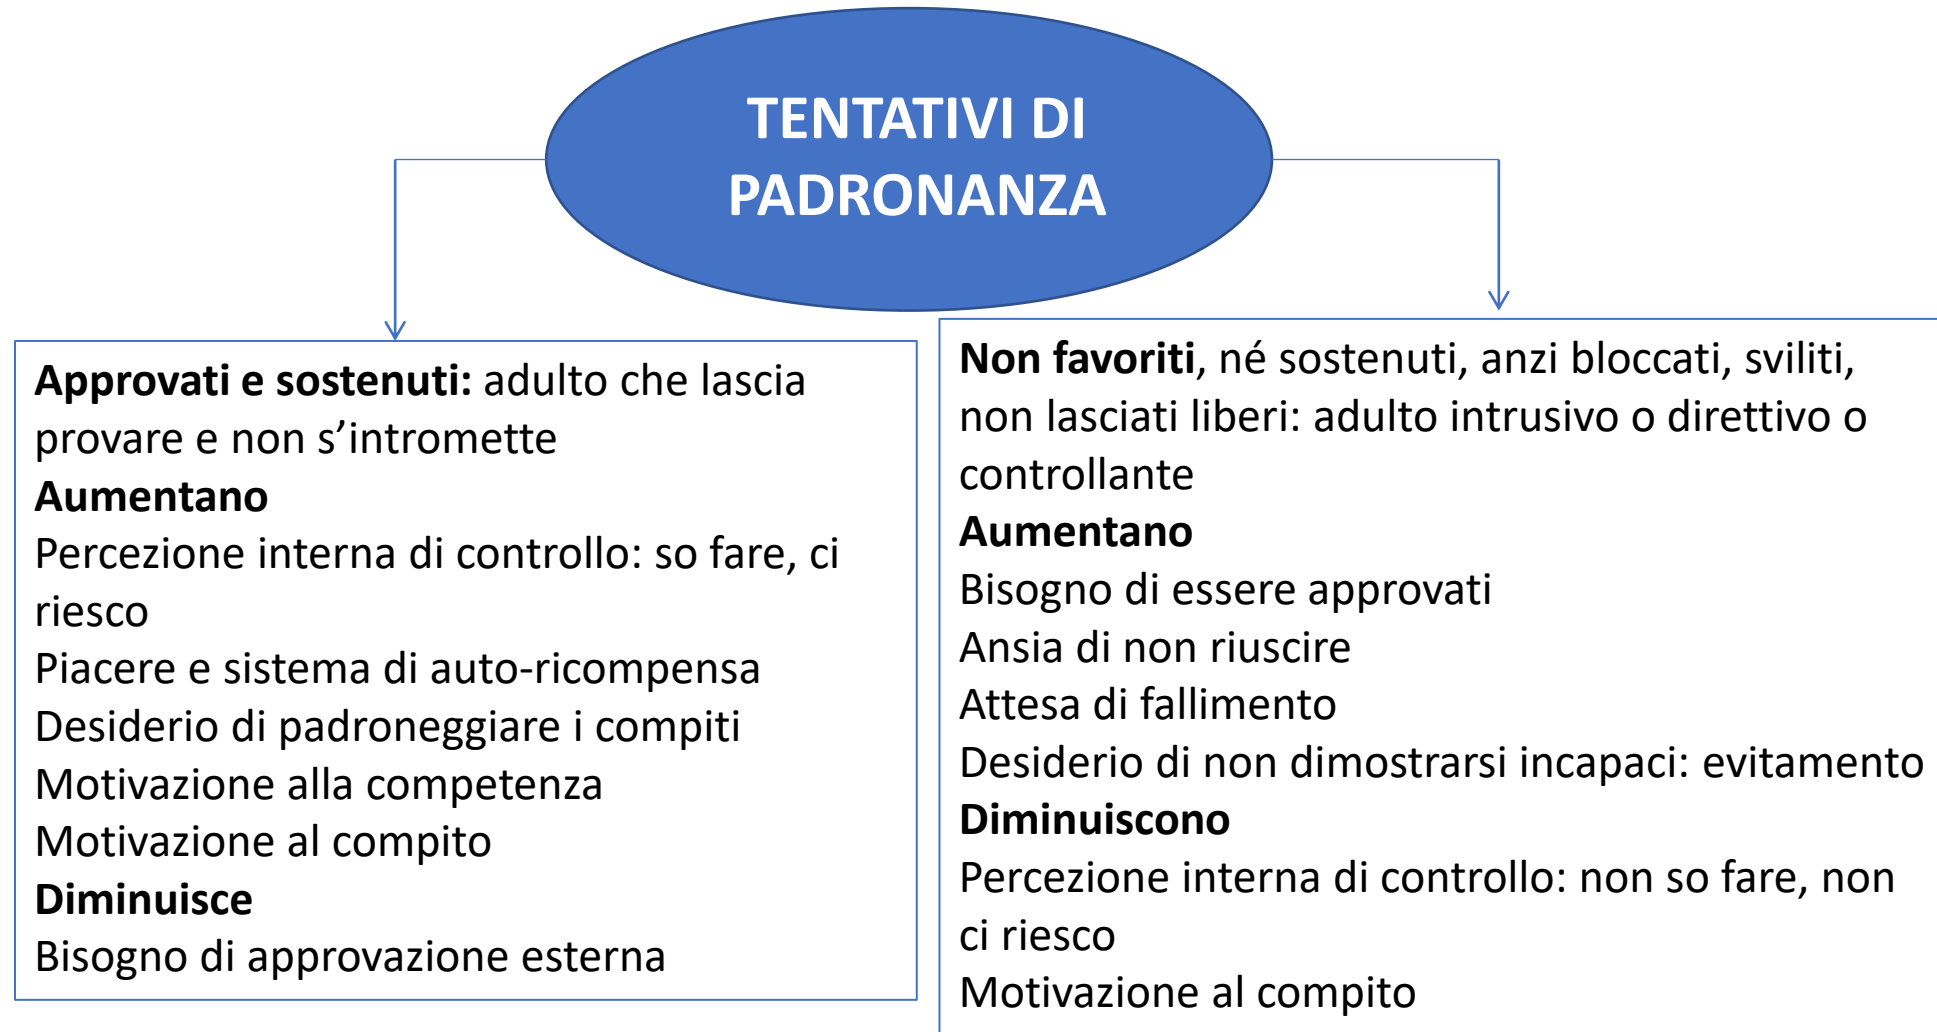 TENTATIVI DI
PADRONANZA
Approvati e sostenuti: adulto che lascia
provare e non s’intromette
Aumentano
Percezione interna di controllo: so fare, ci
riesco
Piacere e sistema di auto-ricompensa
Desiderio di padroneggiare i compiti
Motivazione alla competenza
Motivazione al compito
Diminuisce
Bisogno di approvazione esterna
Non favoriti, né sostenuti, anzi bloccati, sviliti,
non lasciati liberi: adulto intrusivo o direttivo o
controllante
Aumentano
Bisogno di essere approvati
Ansia di non riuscire
Attesa di fallimento
Desiderio di non dimostrarsi incapaci: evitamento
Diminuiscono
Percezione interna di controllo: non so fare, non
ci riesco
Motivazione al compito